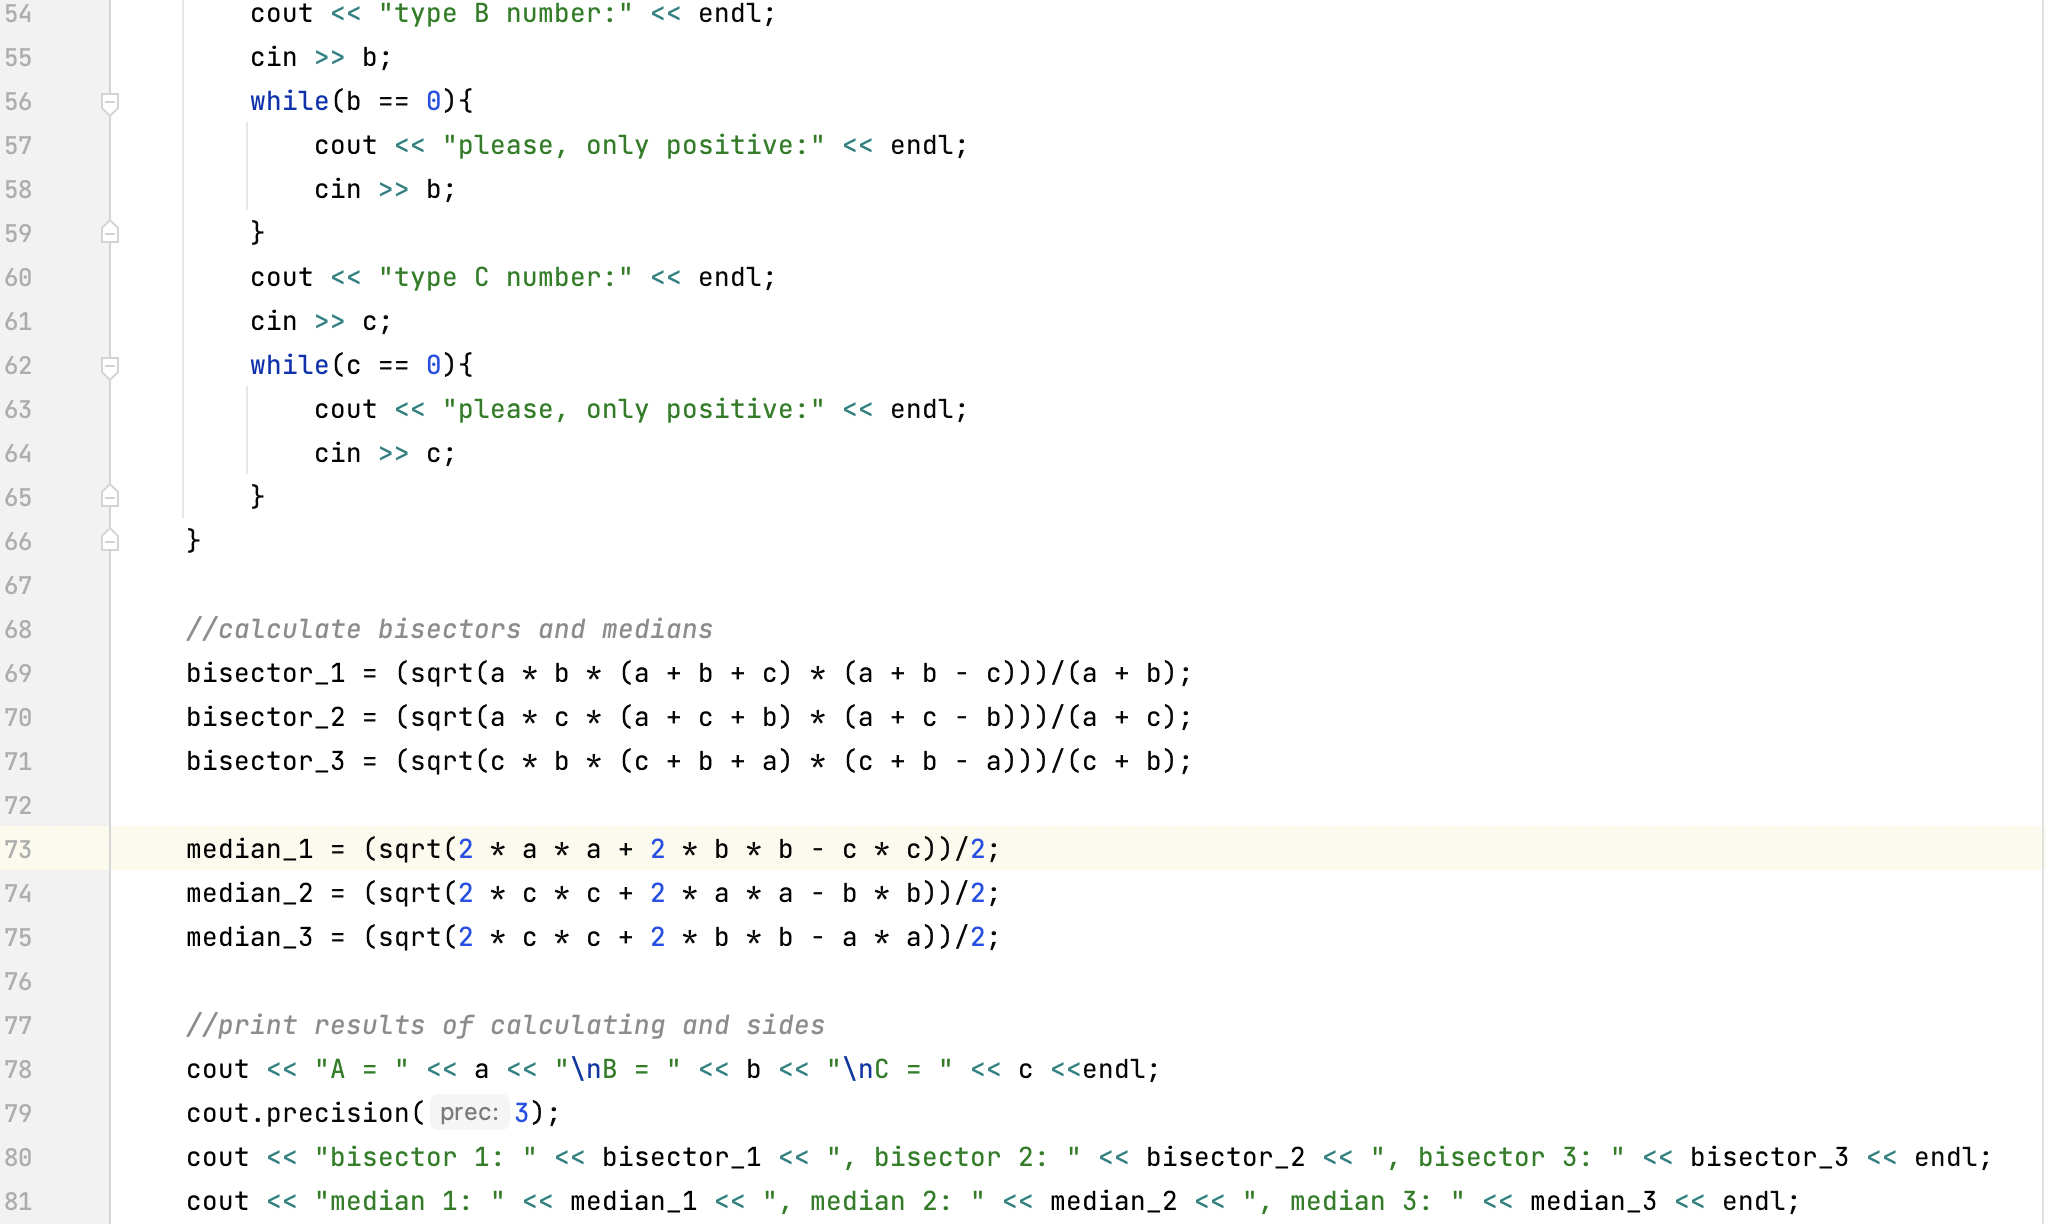 54 cout << "type B number:" << endl;
55 cin >> b;
56 while(b == 0){
57 cout << "please, only positive:" << endl;
58 cin >> b;
59 }
60 cout << "type C number:" << endl;
61 cin >> c;
62 while(c == 0){
63 cout << "please, only positive:" << endl;
64 cin >> c;
65 }
66 }
67
68 //calculate bisectors and medians
69 bisector_1 = (sqrt(a * b * (a + b + c) * (a + b - c)))/(a + b);
70 bisector_2 = (sqrt(a * c * (a + c + b) * (a + c - b)))/(a + c);
71 bisector_3 = (sqrt(c * b * (c + b + a) * (c + b - a)))/(c + b);
72
73 median_1 = (sqrt(2 * a * a + 2 * b * b - c * c))/2;
74 median_2 = (sqrt(2 * c * c + 2 * a * a - b * b))/2;
75 median_3 = (sqrt(2 * c * c + 2 * b * b - a * a))/2;
76
77 //print results of calculating and sides
78 cout << "A = " << a << "\nB = " << b << "\nC = " << c <<endl;
79 cout.precision( prec: 3);
80 cout << "bisector 1: " << bisector_1 << ", bisector 2: " << bisector_2 << ", bisector 3: " << bisector_3 << endl;
81 cout << "median 1: " << median_1 << ", median 2: " << median_2 << ", median 3: " << median_3 << endl;